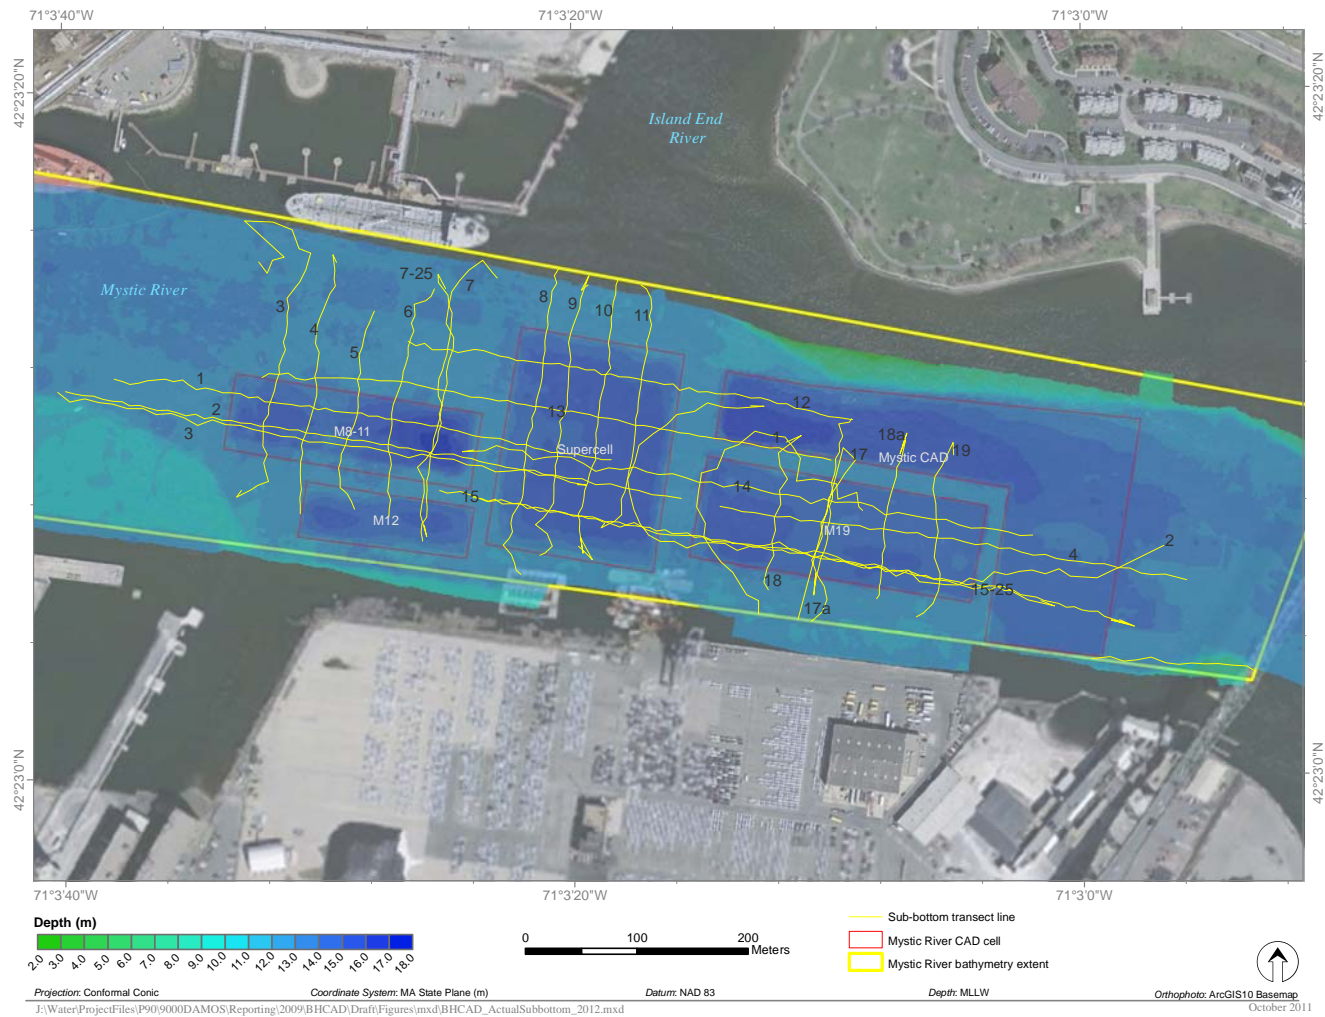 71°3'40"W 71°3'20"W 71°3'0"W
42°23'20"N
42°23'20"N
Island End
River
Mystic River
7-25
7
8
9
10
11
3
4
5
6
1
2
3
12
13
M8-11
Supercell
1
17
18a
19
Mystic CAD
14
15
M12
M19
4
2
18
17a
15-25
42°23'0"N
42°23'0"N
71°3'40"W 71°3'20"W 71°3'0"W
Depth (m)
2.0 3.0 4.0 5.0 6.0 7.0 8.0 9.0 10.0 11.0 12.0 13.0 14.0 15.0 16.0 17.0 18.0
0 100 200
Meters
Sub-bottom transect line
Mystic River CAD cell
Mystic River bathymetry extent
Projection: Conformal Conic Coordinate System: MA State Plane (m) Datum: NAD 83 Depth: MLLW Orthophoto: ArcGIS10 Basemap
J:\Water\ProjectFiles\P90\9000DAMOS\Reporting\2009\BHCAD\Draft\Figures\mxd\BHCAD_ActualSubbottom_2012.mxd October 2011